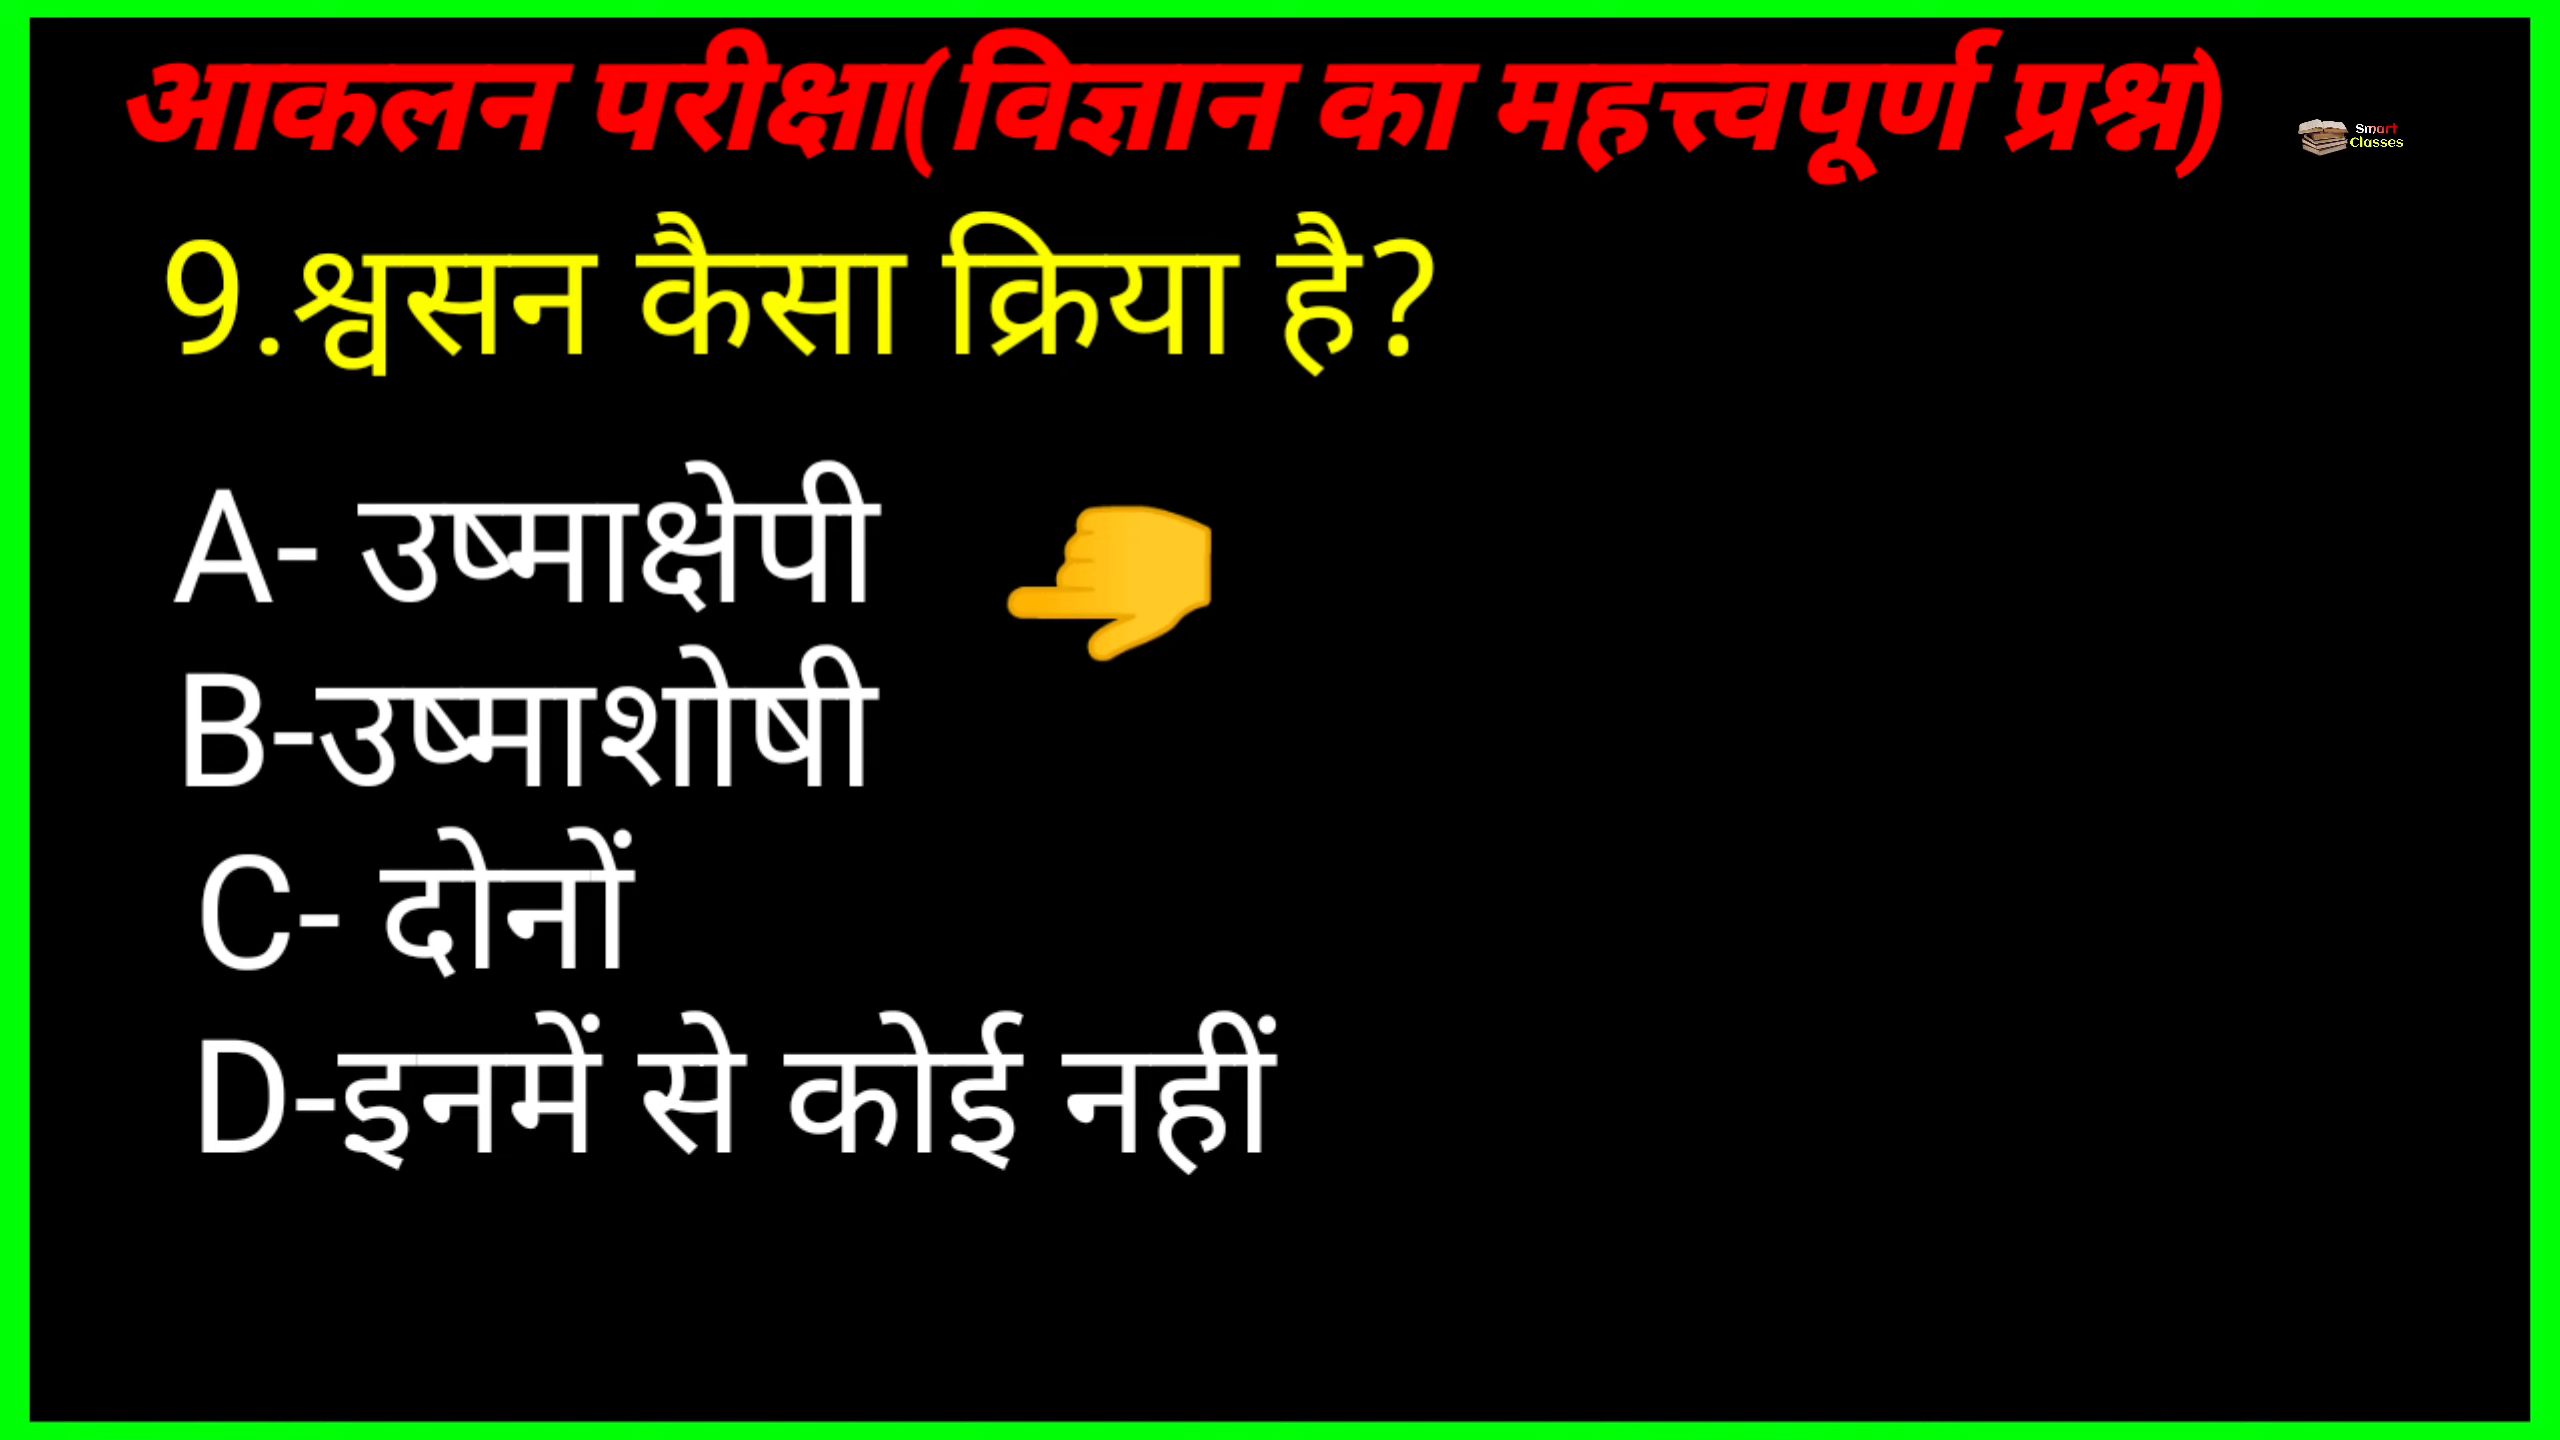 आकलन परीक्षा(विज्ञान का महत्त्वपूर्ण प्रश्न)
Smart
Classes
9.श्वसन कैसा क्रिया है?
A- उष्माक्षेपी
B-उष्माशोषी
C- दोनों
D-इनमें से कोई नहीं